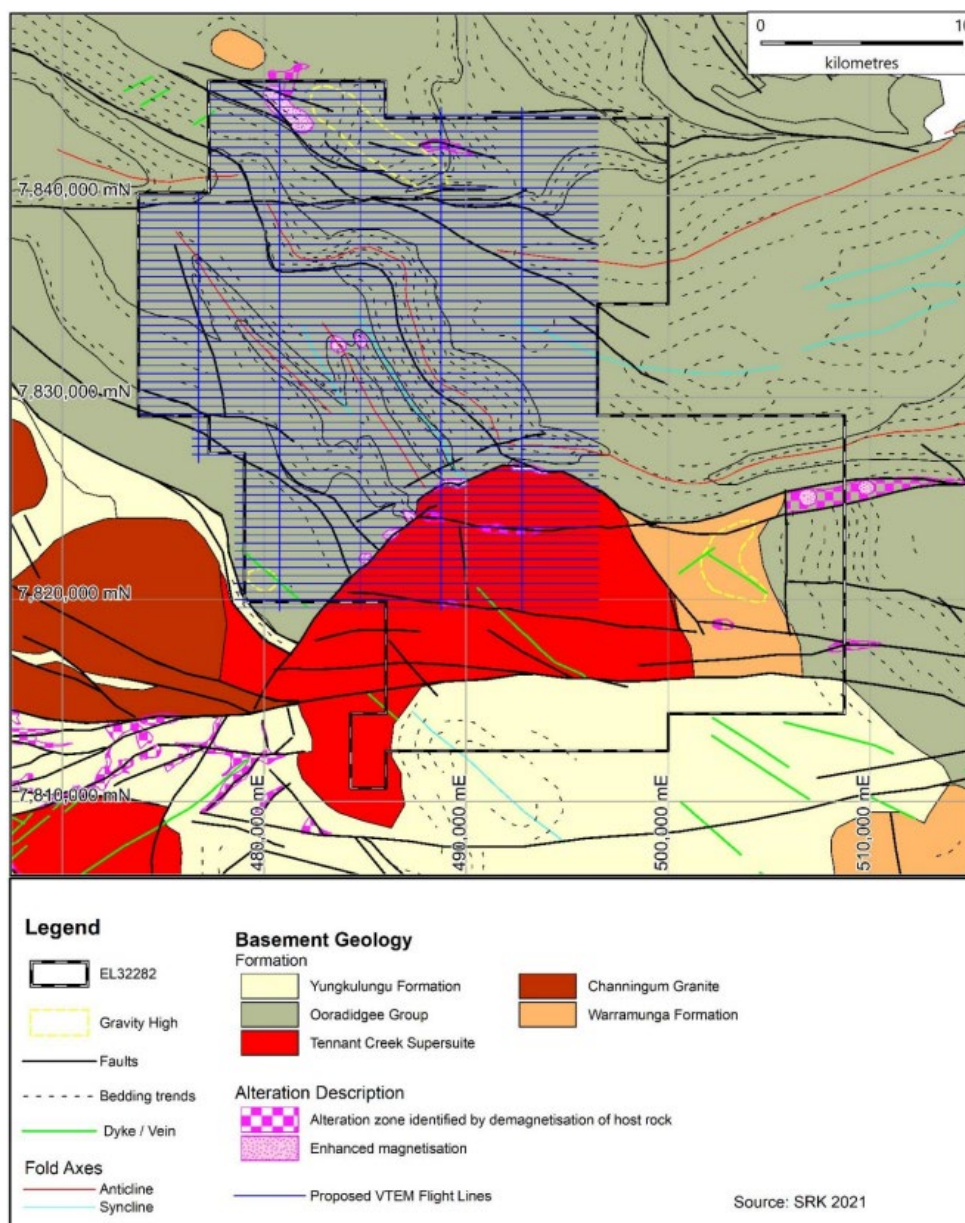 0 10
kilometres
7,840,000 mN
7,830,000 mN
7,820,000 mN
7,810,000 mN
480,000 mE
490,000 mE
500,000 mE
510,000 mE
Legend
EL32282
Gravity High
Faults
Bedding trends
Dyke / Vein
Fold Axes
Anticline
Syncline
Basement Geology
Formation
Yungkulungu Formation
Ooradidgee Group
Tennant Creek Supersuite
Channingum Granite
Warramunga Formation
Alteration Description
Alteration zone identified by demagnetisation of host rock
Enhanced magnetisation
Proposed VTEM Flight Lines
Source: SRK 2021